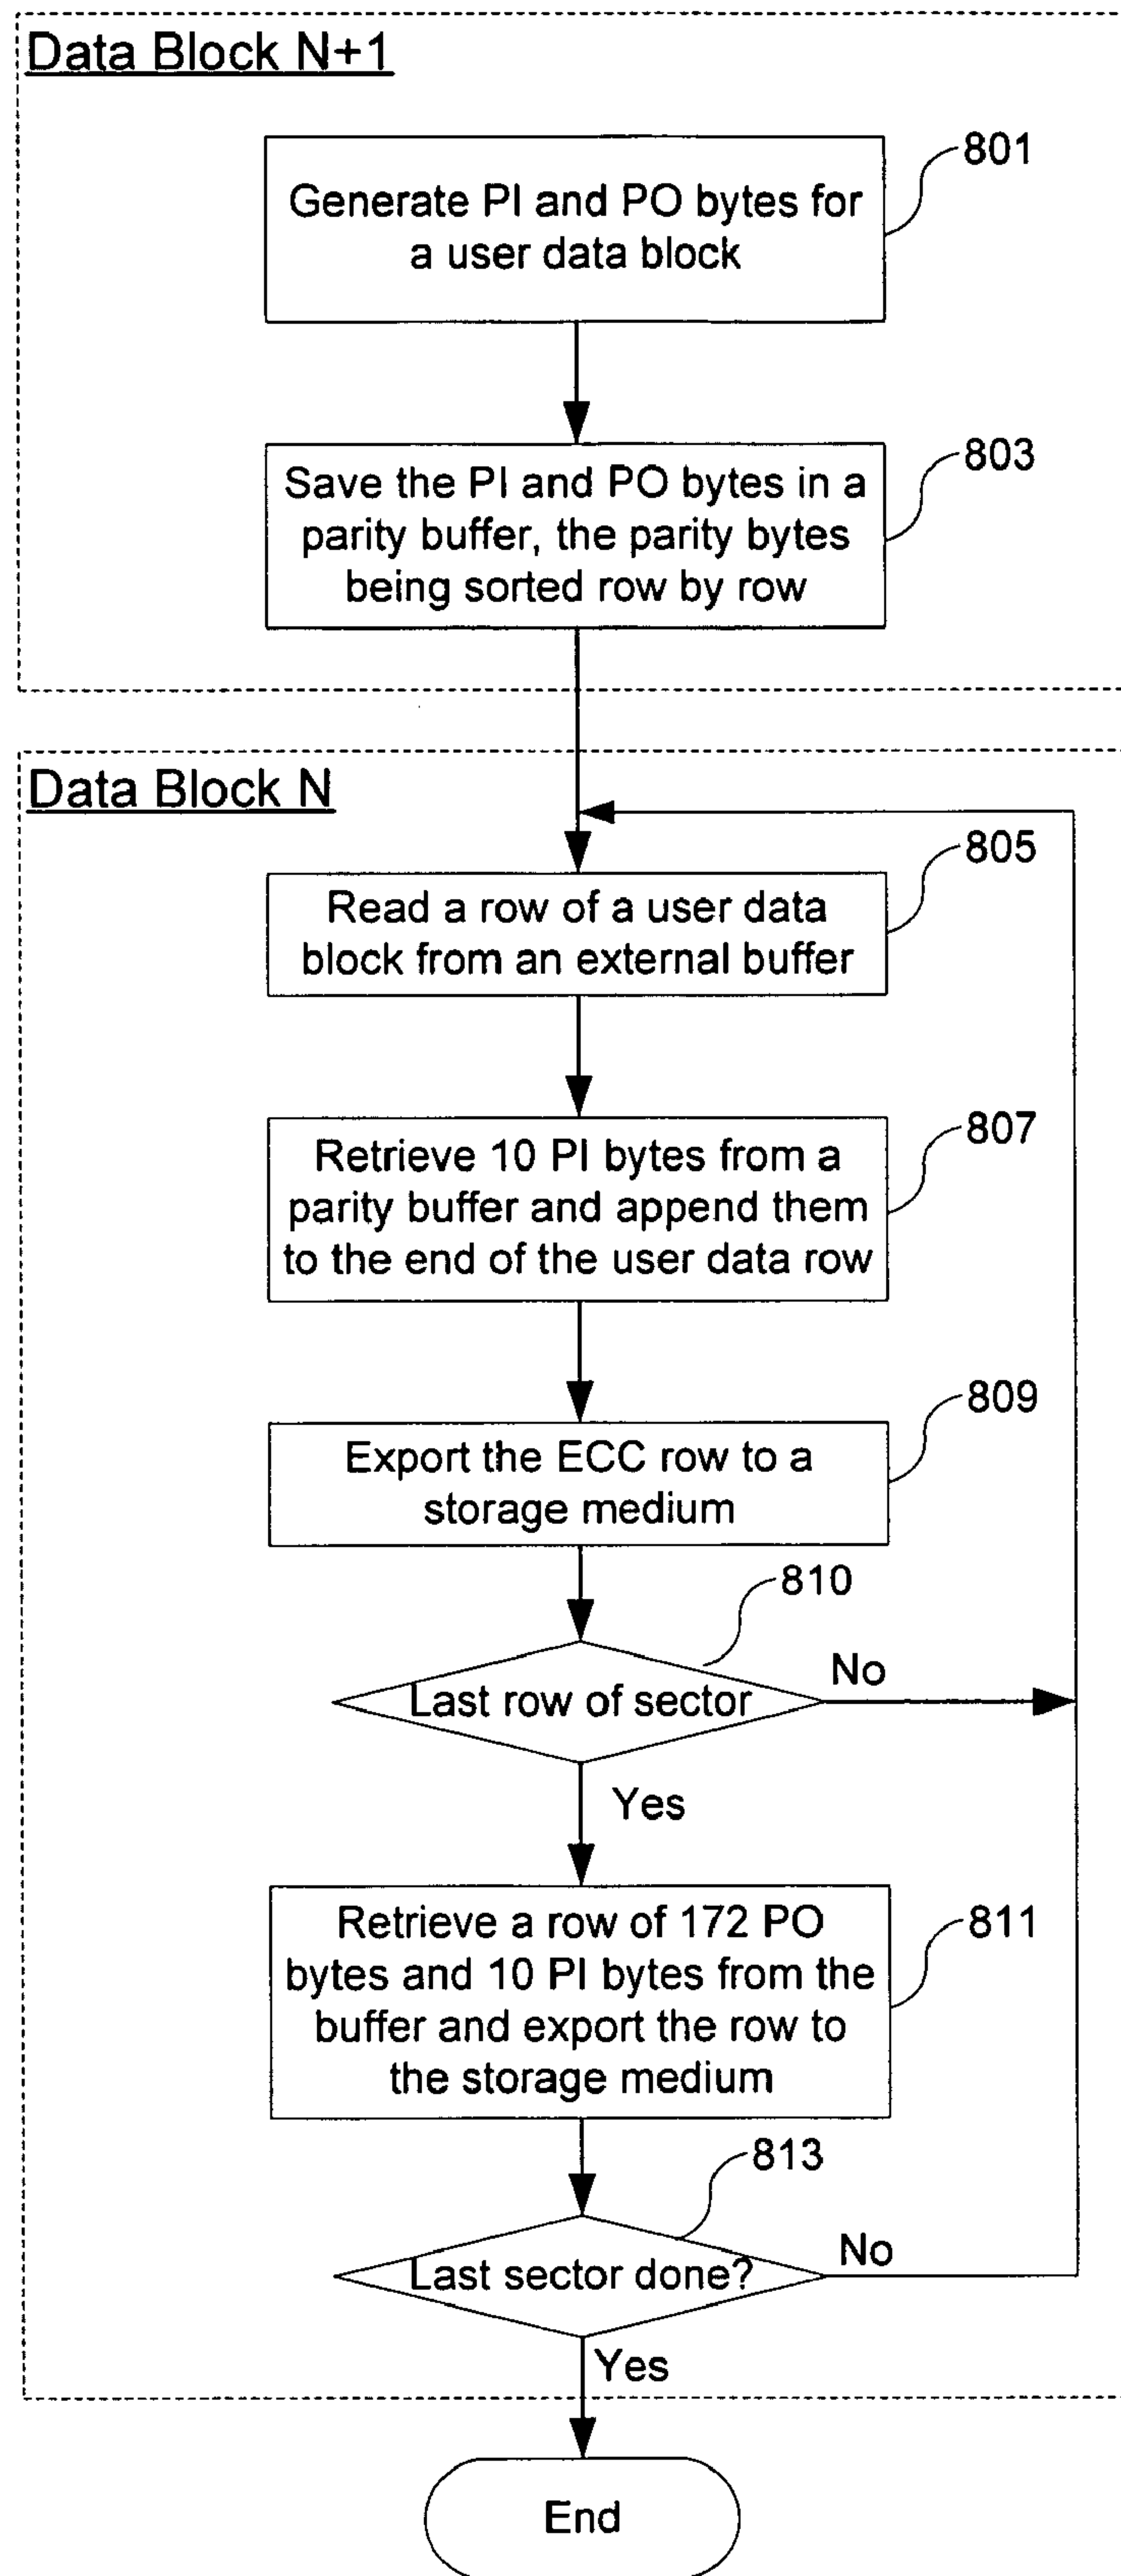 Data Block N+1
801
Generate PI and PO bytes for
a user data block
803
Save the PI and PO bytes in a
parity buffer, the parity bytes
being sorted row by row
Data Block N
805
Read a row of a user data
block from an external buffer
807
Retrieve 10 PI bytes from a
parity buffer and append them
to the end of the user data row
809
Export the ECC row to a
storage medium
810
Last row of sector
No
Yes
811
Retrieve a row of 172 PO
bytes and 10 PI bytes from the
buffer and export the row to
the storage medium
813
Last sector done?
No
Yes
End